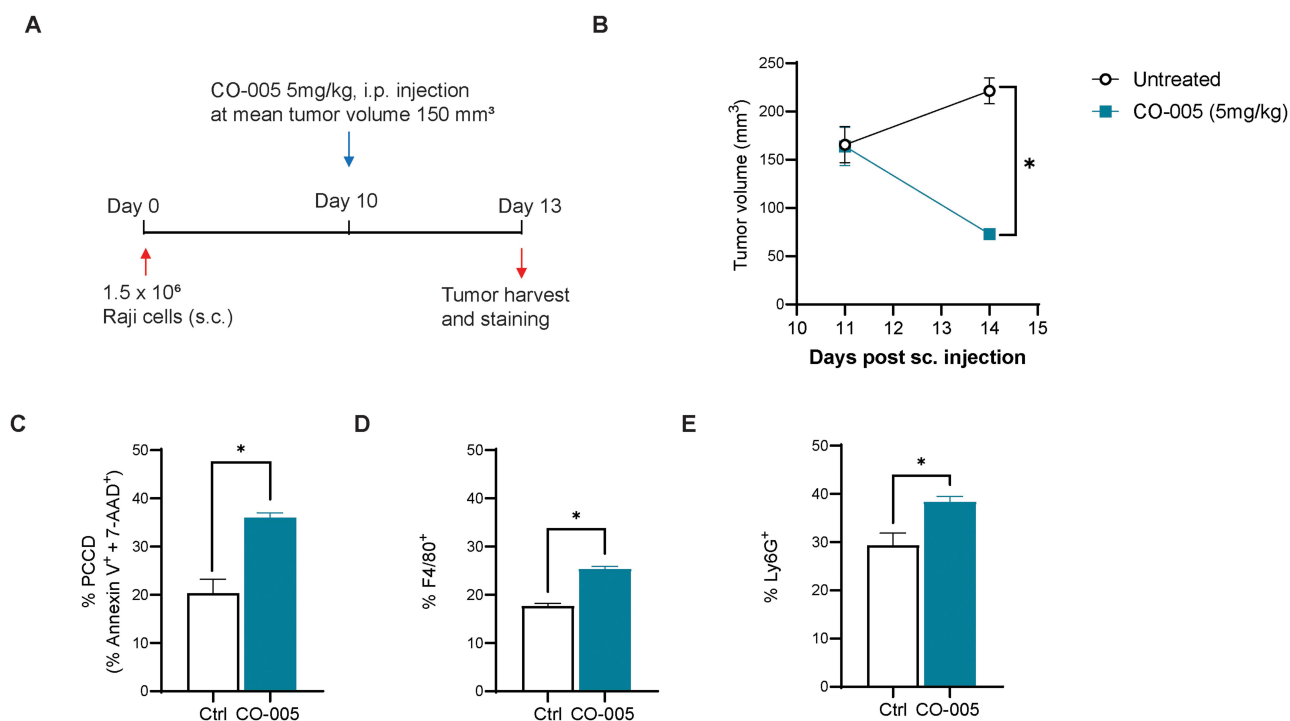 A
CO-005 5mg/kg, i.p. injection
at mean tumor volume 150 mm³
Day 0
Day 10
Day 13
1.5 x 10⁶
Raji cells (s.c.)
Tumor harvest
and staining
B
Tumor volume (mm³)
250
200
150
100
50
0
10 11 12 13 14 15
Days post sc. injection
*
Untreated
CO-005 (5mg/kg)
C
% PCCD
(% Annexin V⁺ + 7-AAD⁺)
50
40
30
20
10
0
*
Ctrl CO-005
D
% F4/80⁺
50
40
30
20
10
0
*
Ctrl CO-005
E
% Ly6G⁺
50
40
30
20
10
0
*
Ctrl CO-005